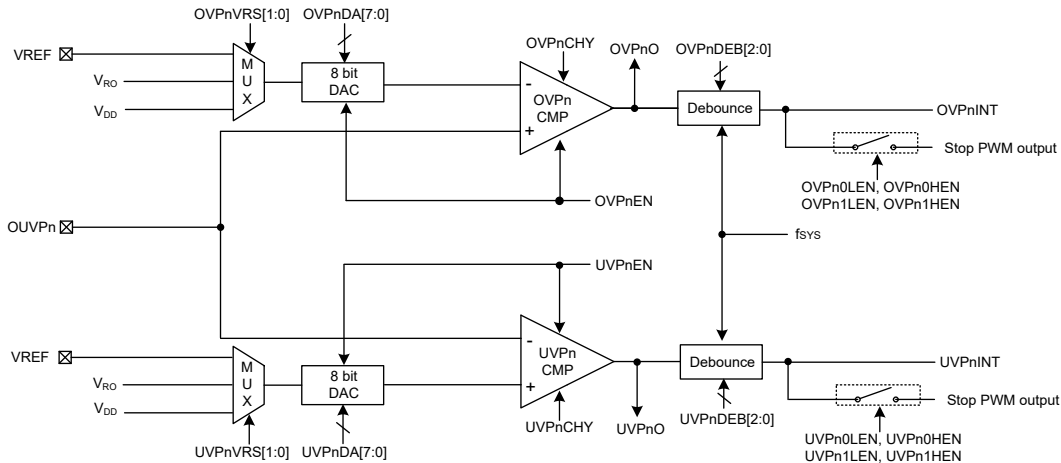 OVPnVRS[1:0] OVPnDA[7:0]
VREF
VRO
VDD
M
U
X
8 bit
DAC
OVPnCHY
OVPnO
OVPnDEB[2:0]
-
OVPn
CMP
+
Debounce
OVPnINT
Stop PWM output
OVPn0LEN, OVPn0HEN
OVPn1LEN, OVPn1HEN
OVPnEN
OUVPn
fSYS
UVPnEN
VREF
VRO
VDD
M
U
X
8 bit
DAC
-
UVPn
CMP
+
Debounce
UVPnINT
Stop PWM output
UVPnVRS[1:0] UVPnDA[7:0]
UVPnCHY
UVPnO
UVPnDEB[2:0]
UVPn0LEN, UVPn0HEN
UVPn1LEN, UVPn1HEN